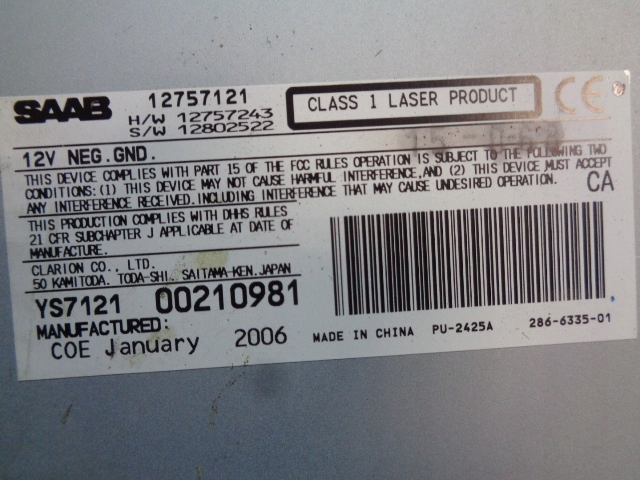 SAAB 12757121
H/W 12757243
S/W 12802522
CLASS 1 LASER PRODUCT
CE
12V NEG.GND.
THIS DEVICE COMPLIES WITH PART 15 OF THE FCC RULES OPERATION IS SUBJECT TO THE FOLLOWING TWO
CONDITIONS: (1) THIS DEVICE MAY NOT CAUSE HARMFUL INTERFERENCE,AND (2) THIS DEVICE MUST ACCEPT
ANY INTERFERENCE RECEIVED.INCLUDING INTERFERENCE THAT MAY CAUSE UNDESIRED OPERATION.
CA
THIS PRODUCTION COMPLIES WITH DHHS RULES
21 CFR SUBCHAPTER J APPLICABLE AT DATE OF
MANUFACTURE.
CLARION CO., LTD.
50 KAMITODA. TODA-SHI. SAITAMA-KEN.JAPAN
YS7121 00210981
MANUFACTURED:
COE January 2006
MADE IN CHINA PU-2425A 286-6335-01